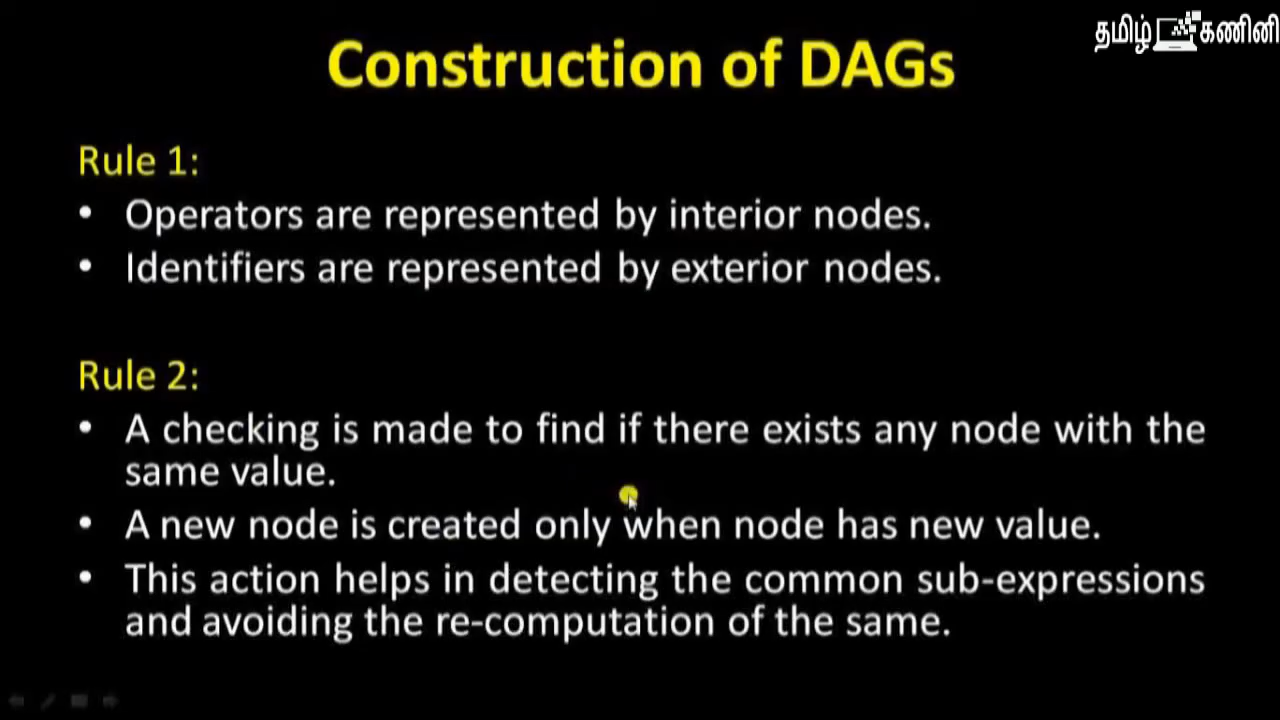 தமிழ் கணினி
Construction of DAGs
Rule 1:
• Operators are represented by interior nodes.
• Identifiers are represented by exterior nodes.
Rule 2:
• A checking is made to find if there exists any node with the
same value.
• A new node is created only when node has new value.
• This action helps in detecting the common sub-expressions
and avoiding the re-computation of the same.